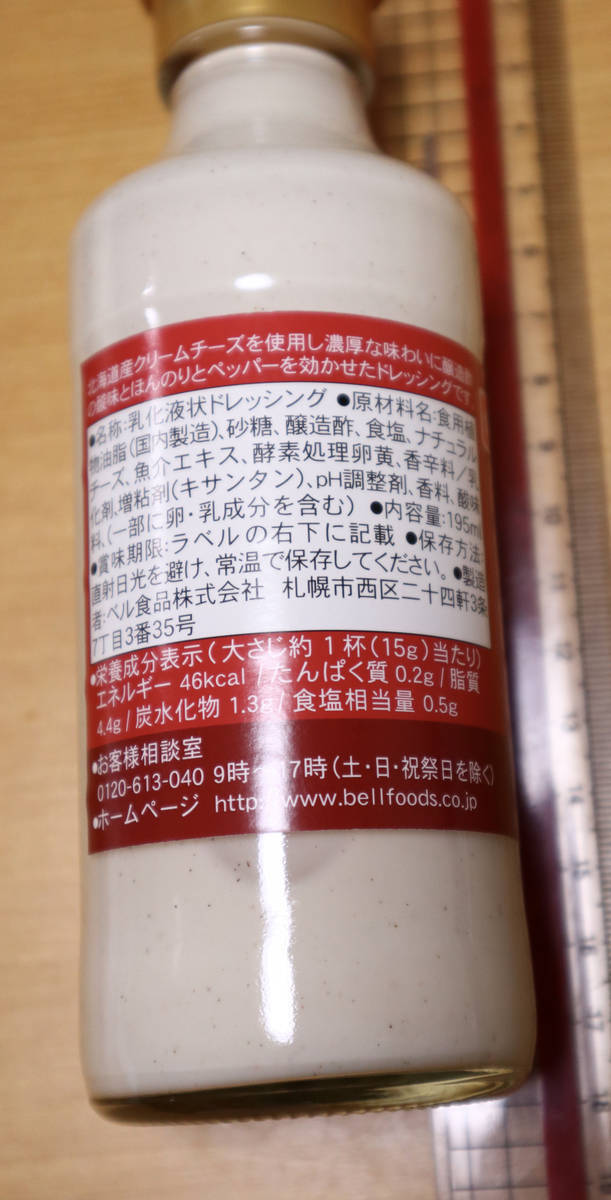 北海道産クリームチーズを使用し濃厚な味わいに醸造酢
の酸味とほんのりとペッパーを効かせたドレッシングです
●名称:乳化液状ドレッシング ●原材料名:食用植
物油脂(国内製造)、砂糖、醸造酢、食塩、ナチュラル
チーズ、魚介エキス、酵素処理卵黄、香辛料/乳
化剤、増粘剤(キサンタン)、pH調整剤、香料、酸味
料、(一部に卵・乳成分を含む) ●内容量:195ml
●賞味期限:ラベルの右下に記載 ●保存方法:
直射日光を避け、常温で保存してください。●製造
者:ベル食品株式会社 札幌市西区二十四軒3条
7丁目3番35号
●栄養成分表示(大さじ約1杯(15g)当たり)
エネルギー 46kcal/たんぱく質 0.2g/脂質
4.4g/炭水化物 1.3g/食塩相当量 0.5g
●お客様相談室
0120-613-040 9時～17時(土・日・祝祭日を除く)
●ホームページ http://www.bellfoods.co.jp